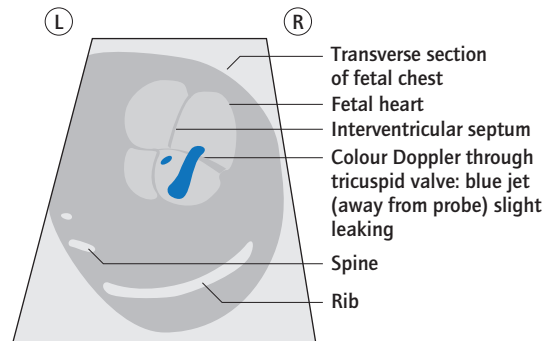 L
R
Transverse section
of fetal chest
Fetal heart
Interventricular septum
Colour Doppler through
tricuspid valve: blue jet
(away from probe) slight
leaking
Spine
Rib